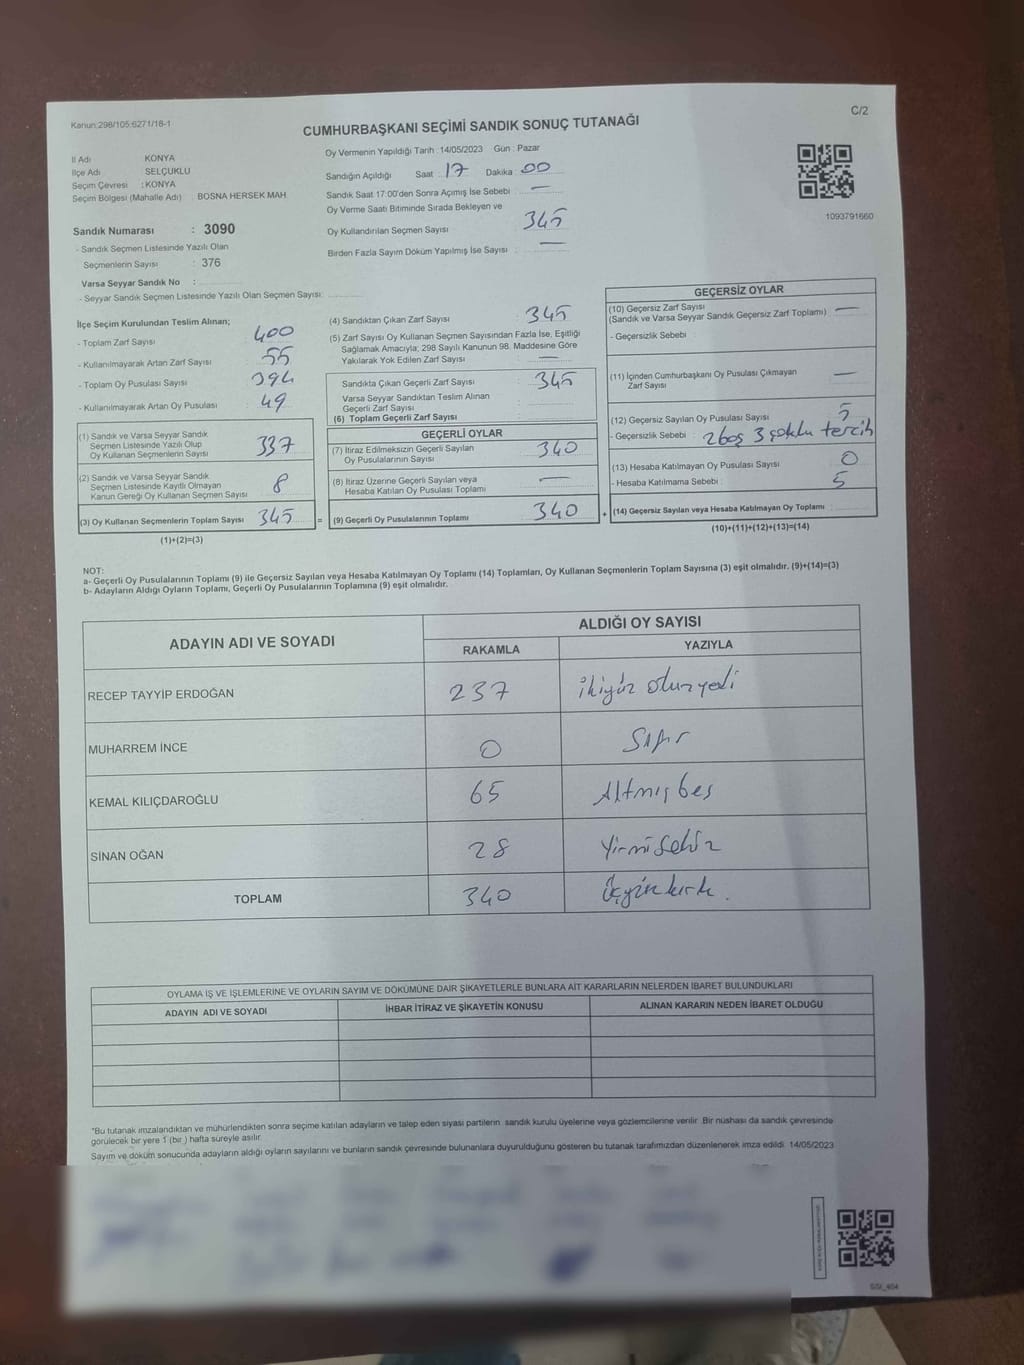 Kanun:298/105:6271/16-1
C/2
CUMHURBAŞKANI SEÇİMİ SANDIK SONUÇ TUTANAĞI
İl Adı : KONYA
İlçe Adı : SELÇUKLU
Seçim Çevresi : KONYA
Seçim Bölgesi (Mahalle Adı) : BOSNA HERSEK MAH
Sandık Numarası : 3090
- Sandık Seçmen Listesinde Yazılı Olan
Seçmenlerin Sayısı : 376
Varsa Seyyar Sandık No :
- Seyyar Sandık Seçmen Listesinde Yazılı Olan Seçmen Sayısı:
Oy Vermenin Yapıldığı Tarih : 14/05/2023 Gün : Pazar
Sandığın Açıldığı Saat : 17 Dakika : 00
Sandık Saat 17:00'den Sonra Açımış İse Sebebi : —
Oy Verme Saati Bitiminde Sırada Bekleyen ve
Oy Kullandırılan Seçmen Sayısı : 345
Birden Fazla Sayım Döküm Yapılmış İse Sayısı : —
1093791660
İlçe Seçim Kurulundan Teslim Alınan;
- Toplam Zarf Sayısı : 400
- Kullanılmayarak Artan Zarf Sayısı : 55
- Toplam Oy Pusulası Sayısı : 394
- Kullanılmayarak Artan Oy Pusulası : 49
(1) Sandık ve Varsa Seyyar Sandık
Seçmen Listesinde Yazılı Olup
Oy Kullanan Seçmenlerin Sayısı : 337
(2) Sandık ve Varsa Seyyar Sandık
Seçmen Listesinde Kayıtlı Olmayan
Kanun Gereği Oy Kullanan Seçmen Sayısı : 8
(3) Oy Kullanan Seçmenlerin Toplam Sayısı : 345
(1)+(2)=(3)
(4) Sandıktan Çıkan Zarf Sayısı : 345
(5) Zarf Sayısı Oy Kullanan Seçmen Sayısından Fazla İse, Eşitliği
Sağlamak Amacıyla; 298 Sayılı Kanunun 98. Maddesine Göre
Yakılarak Yok Edilen Zarf Sayısı : —
Sandıkta Çıkan Geçerli Zarf Sayısı : 345
Varsa Seyyar Sandıktan Teslim Alınan
Geçerli Zarf Sayısı :
(6) Toplam Geçerli Zarf Sayısı :
GEÇERLİ OYLAR
(7) İtiraz Edilmeksizin Geçerli Sayılan
Oy Pusulalarının Sayısı : 340
(8) İtiraz Üzerine Geçerli Sayılan veya
Hesaba Katılan Oy Pusulası Toplamı : —
= (9) Geçerli Oy Pusulalarının Toplamı : 340
GEÇERSİZ OYLAR
(10) Geçersiz Zarf Sayısı
(Sandık ve Varsa Seyyar Sandık Geçersiz Zarf Toplamı) : —
- Geçersizlik Sebebi :
(11) İçinden Cumhurbaşkanı Oy Pusulası Çıkmayan
Zarf Sayısı : —
(12) Geçersiz Sayılan Oy Pusulası Sayısı : 5
- Geçersizlik Sebebi : 2 boş 3 çoklu tercih
(13) Hesaba Katılmayan Oy Pusulası Sayısı : 0
- Hesaba Katılmama Sebebi : 5
+ (14) Geçersiz Sayılan veya Hesaba Katılmayan Oy Toplamı :
(10)+(11)+(12)+(13)=(14)
NOT:
a- Geçerli Oy Pusulalarının Toplamı (9) ile Geçersiz Sayılan veya Hesaba Katılmayan Oy Toplamı (14) Toplamları, Oy Kullanan Seçmenlerin Toplam Sayısına (3) eşit olmalıdır. (9)+(14)=(3)
b- Adayların Aldığı Oyların Toplamı, Geçerli Oy Pusulalarının Toplamına (9) eşit olmalıdır.
ADAYIN ADI VE SOYADI
ALDIĞI OY SAYISI
RAKAMLA YAZIYLA
RECEP TAYYİP ERDOĞAN 237 ikiyüz otuzyedi
MUHARREM İNCE 0 Sıfır
KEMAL KILIÇDAROĞLU 65 Altmışbeş
SİNAN OĞAN 28 Yirmisekiz
TOPLAM 340 Üçyüzkırk.
OYLAMA İŞ VE İŞLEMLERİNE VE OYLARIN SAYIM VE DÖKÜMÜNE DAİR ŞİKAYETLERLE BUNLARA AİT KARARLARIN NELERDEN İBARET BULUNDUKLARI
ADAYIN ADI VE SOYADI İHBAR İTİRAZ VE ŞİKAYETİN KONUSU ALINAN KARARIN NEDEN İBARET OLDUĞU
"Bu tutanak imzalandıktan ve mühürlendikten sonra seçime katılan adayların ve talep eden siyasi partilerin sandık kurulu üyelerine veya gözlemcilerine verilir. Bir nüshası da sandık çevresinde
görülecek bir yere 1 (bir) hafta süreyle asılır.
Sayım ve döküm sonucunda adayların aldığı oyların sayılarını ve bunların sandık çevresinde bulunanlara duyurulduğunu gösteren bu tutanak tarafımızdan düzenlenerek imza edildi. 14/05/2023